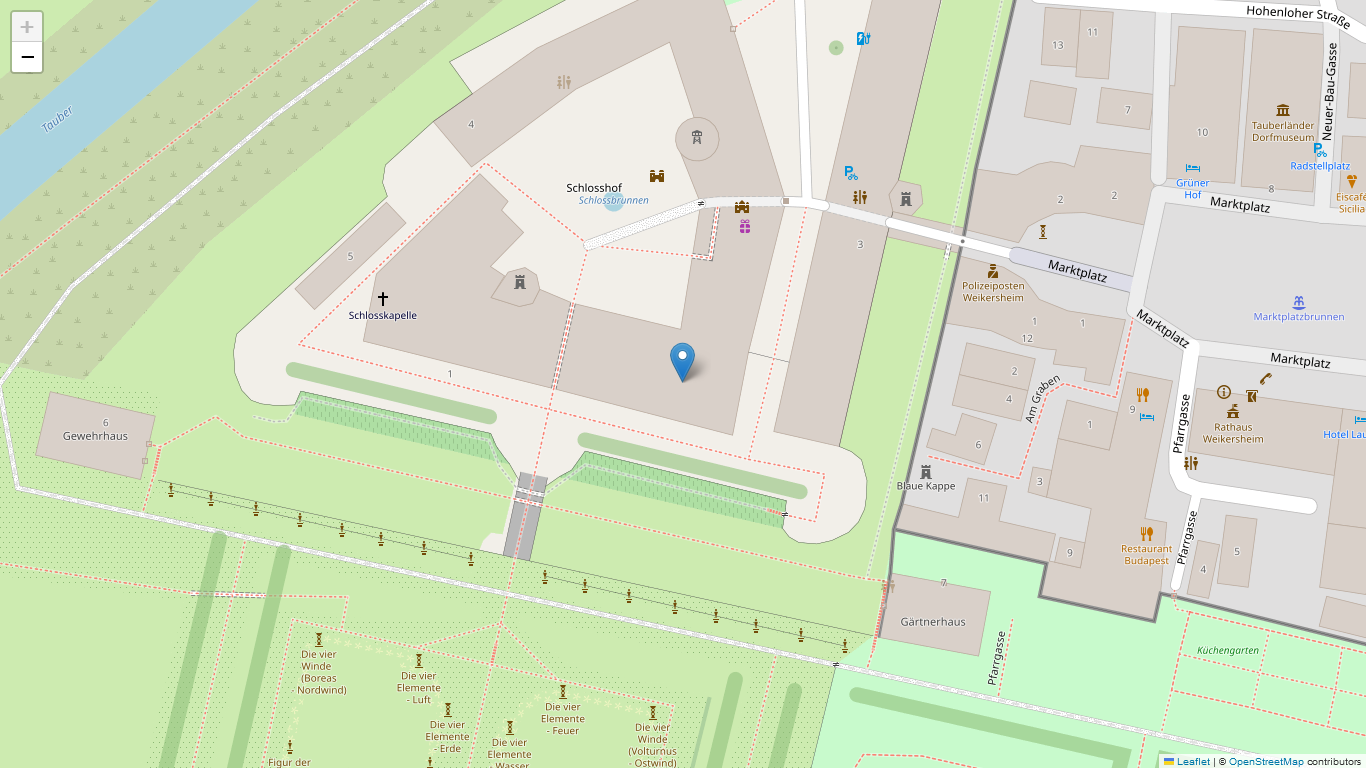 +
−
Hohenloher Straße
Neuer-Bau-Gasse
13
11
7
10
8
Tauberländer
Dorfmuseum
Radstellplatz
Grüner
Hof
Eiscafé
Marktplatz
Tauber
4
Schlosshof
Schlossbrunnen
2
2
3
5
Schlosskapelle
1
Marktplatz
Polizeiposten
Weikersheim
1
12
1
Marktplatz
Marktplatzbrunnen
Marktplatz
2
4
Am Graben
9
1
Pfarrgasse
Rathaus
Weikersheim
6
Gewehrhaus
6
Blaue Kappe
3
11
9
Restaurant
Budapest
Pfarrgasse
5
4
7
Gärtnerhaus
Pfarrgasse
Küchengarten
Die vier
Winde
(Boreas
Nordwind)
Die vier
Elemente
- Luft
Die vier
Elemente
- Erde
Die vier
Elemente
- Wasser
Die vier
Elemente
- Feuer
Die vier
Winde
(Volturnus
- Ostwind)
Figur der
Leaflet | © OpenStreetMap contributors